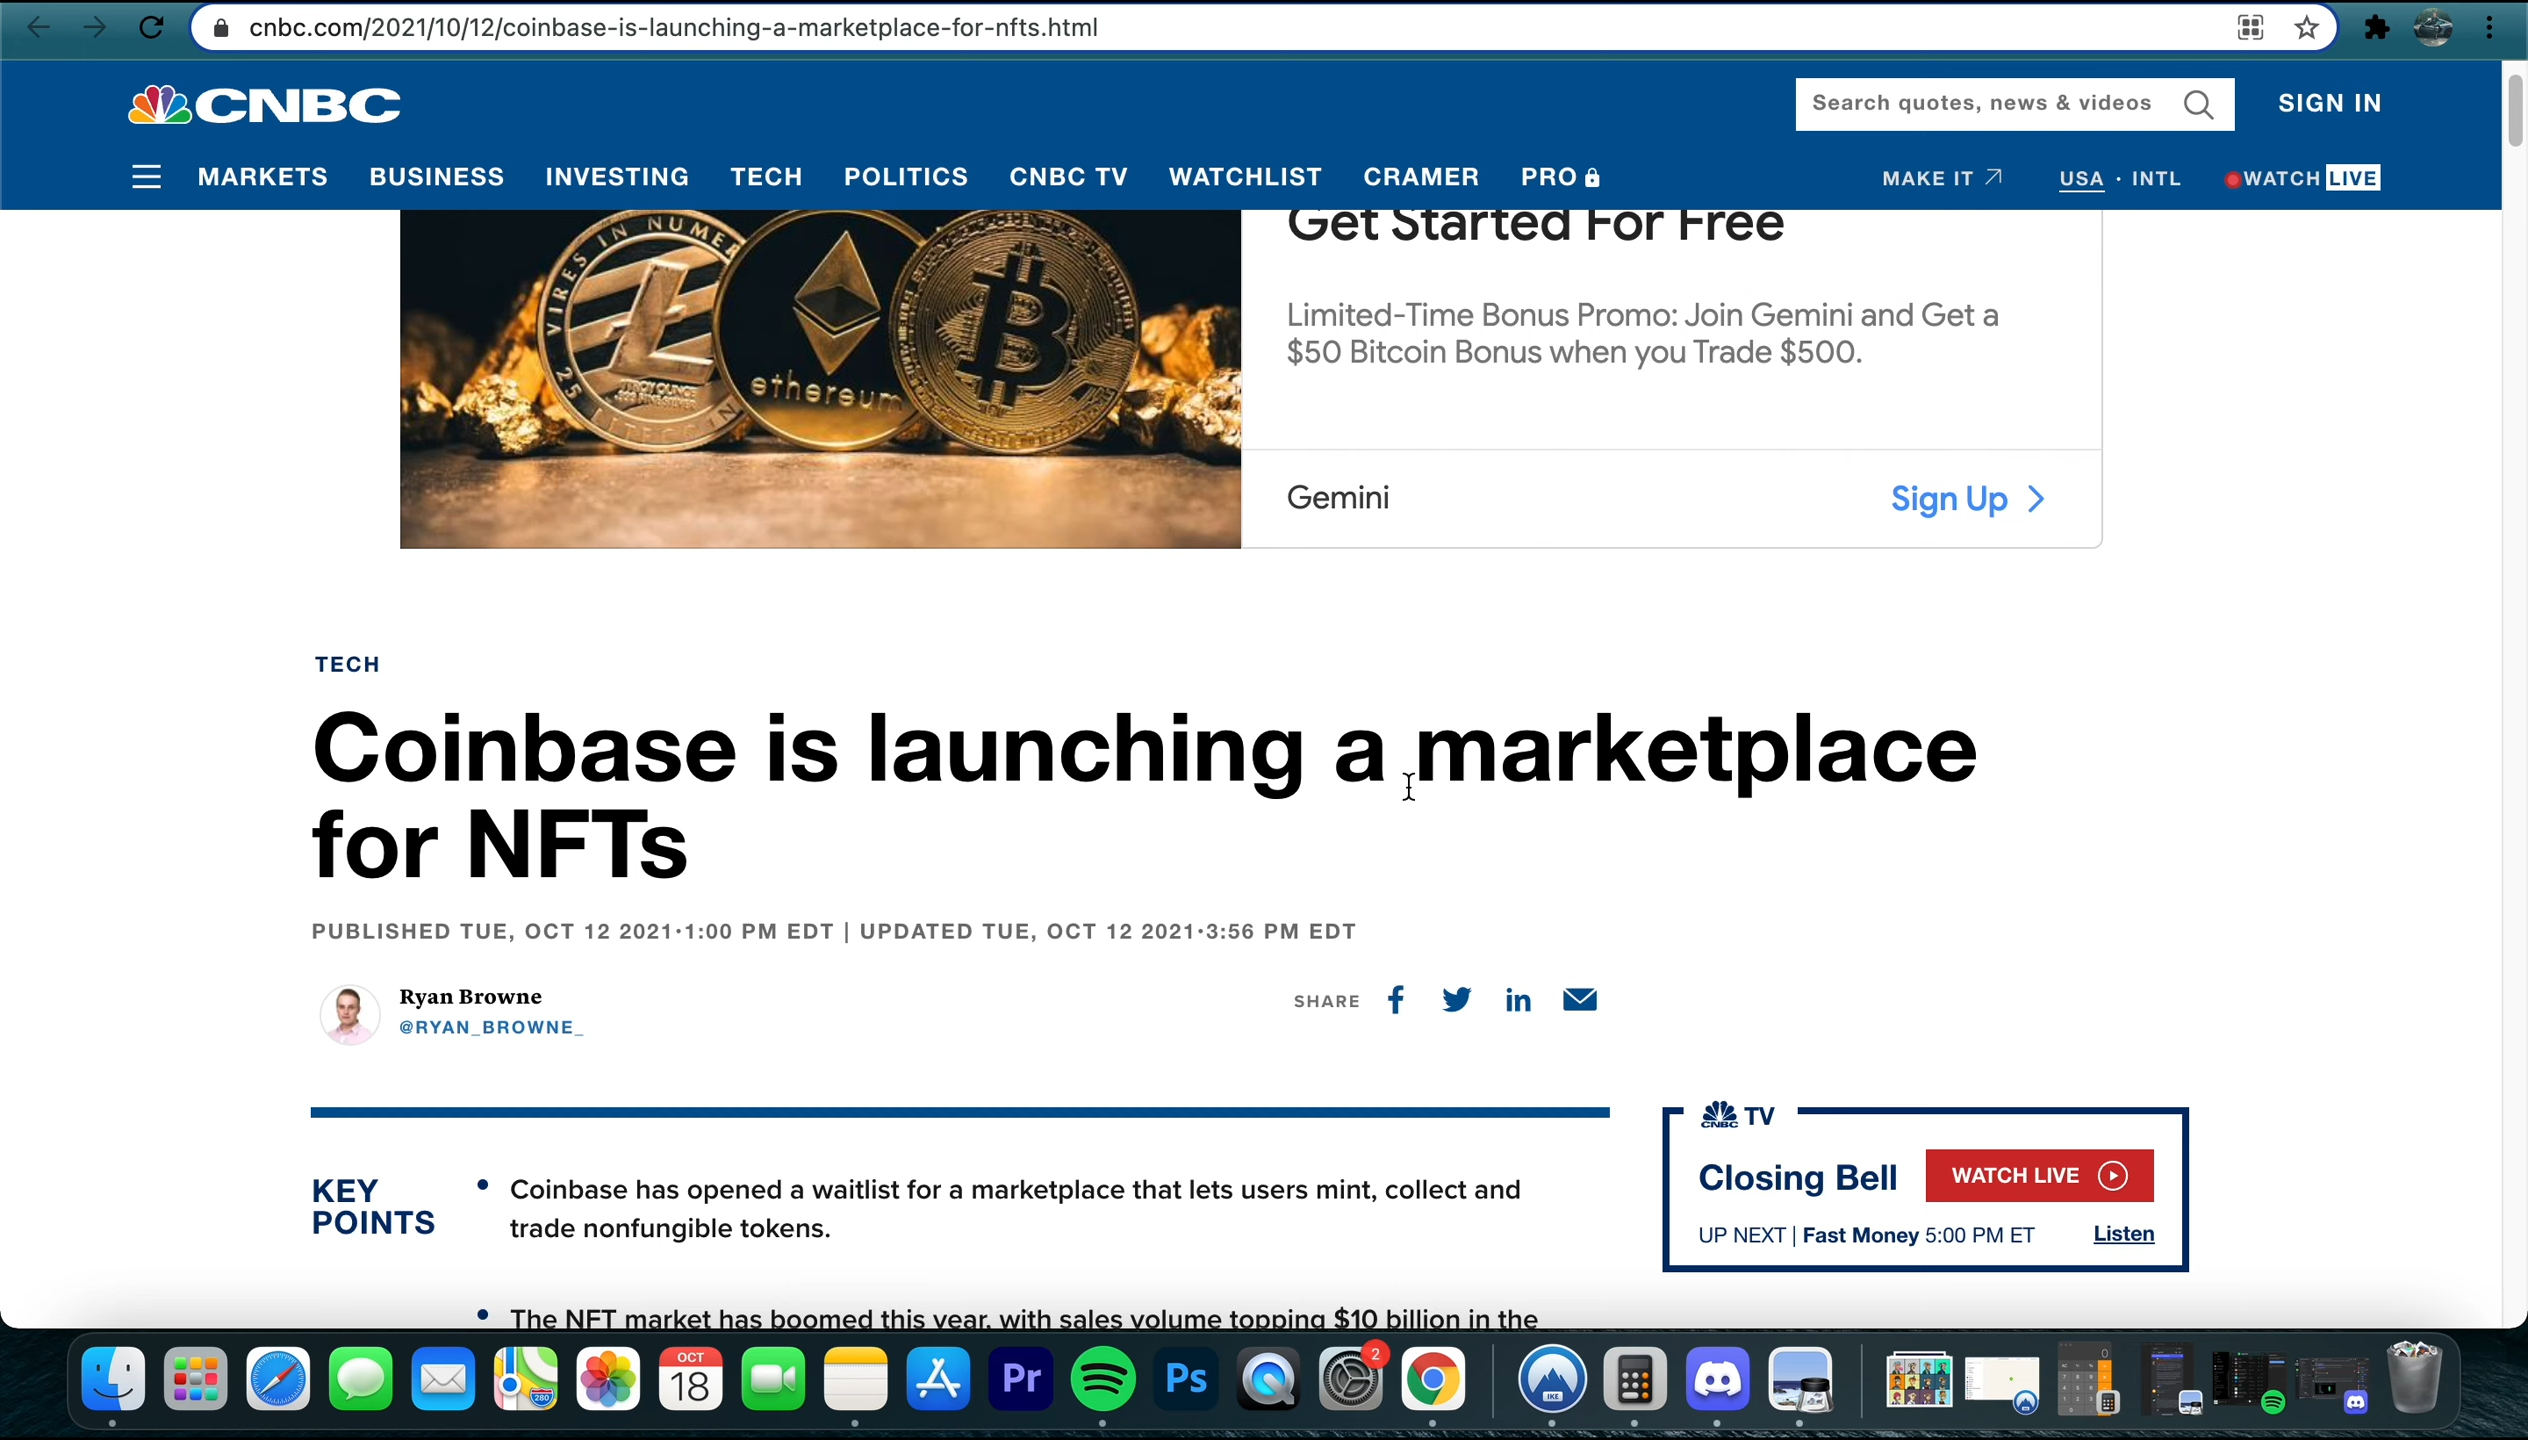 cnbc.com/2021/10/12/coinbase-is-launching-a-marketplace-for-nfts.html
CNBC
Search quotes, news & videos
SIGN IN
MARKETS BUSINESS INVESTING TECH POLITICS CNBC TV WATCHLIST CRAMER PRO
MAKE IT USA · INTL WATCH LIVE
VIRES IN NUMERIS
ethereum
Get Started For Free
Limited-Time Bonus Promo: Join Gemini and Get a
$50 Bitcoin Bonus when you Trade $500.
Gemini
Sign Up
TECH
Coinbase is launching a marketplace
for NFTs
PUBLISHED TUE, OCT 12 2021·1:00 PM EDT | UPDATED TUE, OCT 12 2021·3:56 PM EDT
Ryan Browne
@RYAN_BROWNE_
SHARE
KEY
POINTS
• Coinbase has opened a waitlist for a marketplace that lets users mint, collect and
trade nonfungible tokens.
• The NFT market has boomed this year, with sales volume topping $10 billion in the
CNBC TV
Closing Bell
WATCH LIVE
UP NEXT | Fast Money 5:00 PM ET
Listen
280
OCT
18
Pr
Ps
2
IKE